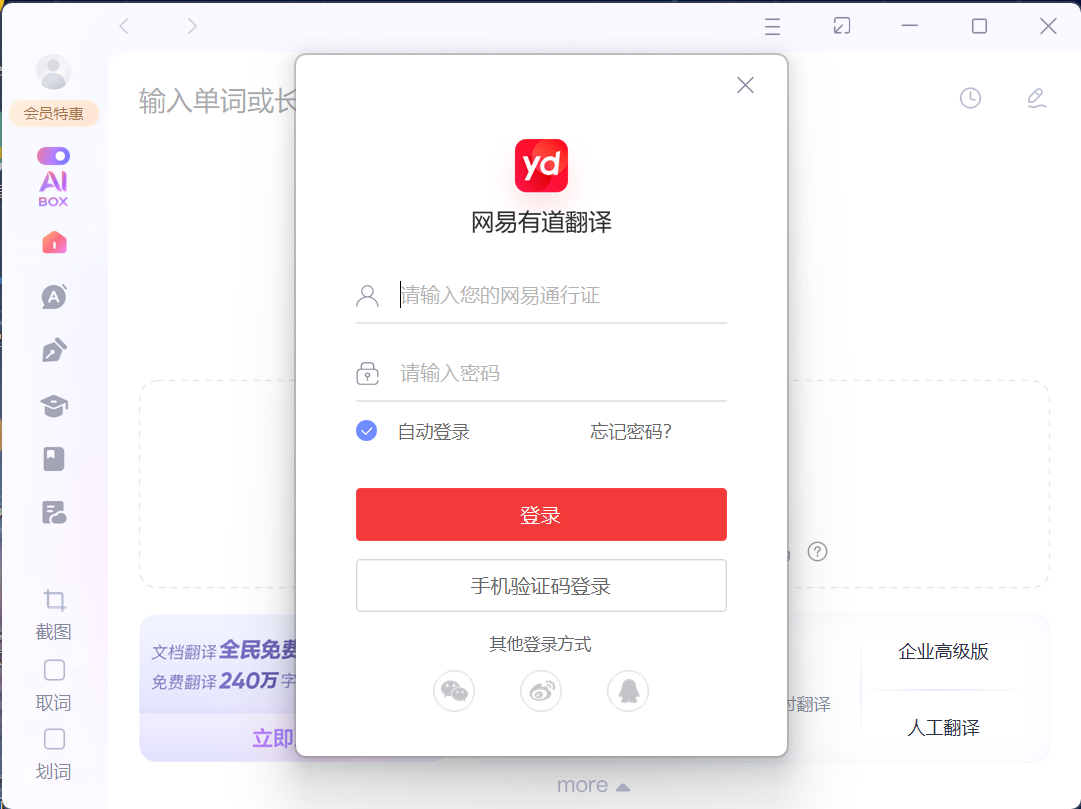 输入单词或长
会员特惠
AI
BOX
yd
网易有道翻译
请输入您的网易通行证
请输入密码
自动登录
忘记密码?
登录
手机验证码登录
其他登录方式
截图
取词
划词
文档翻译全民免费
免费翻译240万字
立即
时翻译
企业高级版
人工翻译
more